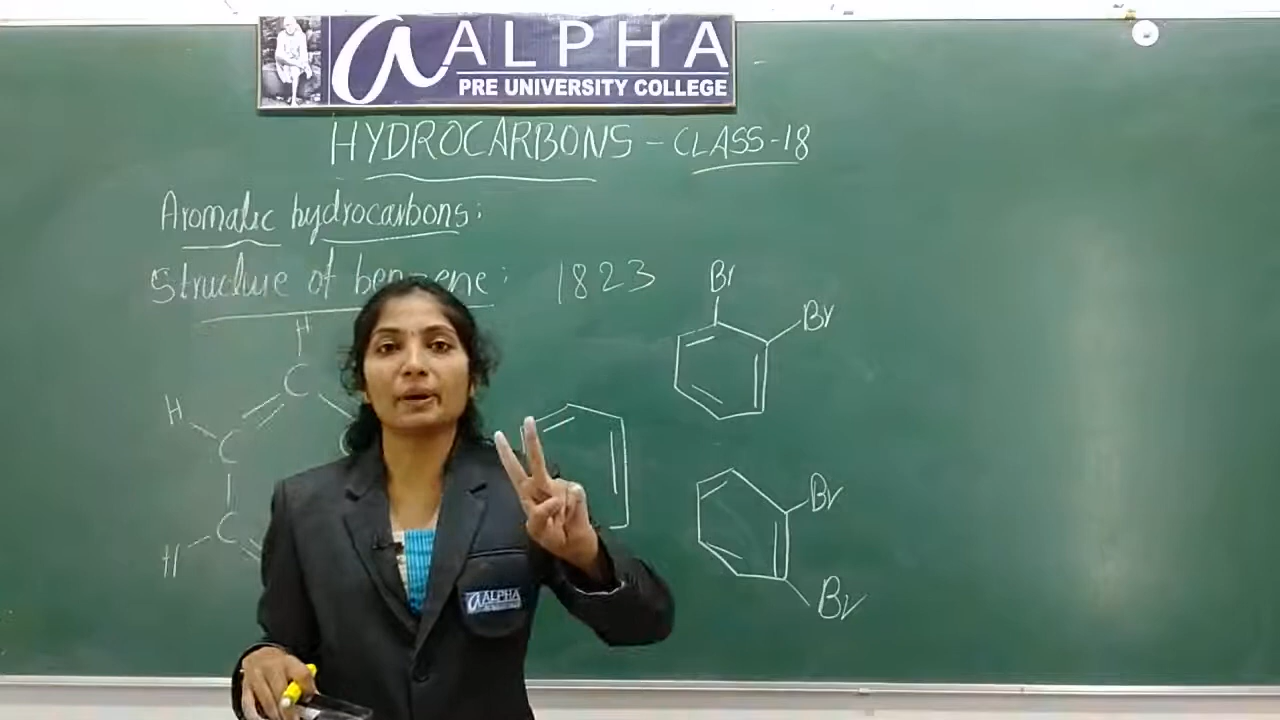 a ALPHA
PRE UNIVERSITY COLLEGE
HYDROCARBONS - CLASS-18
Aromatic hydrocarbons:
Structure of benzene: 1823
Br
Br
H
C
H
C
C
H
Br
Br
a ALPHA